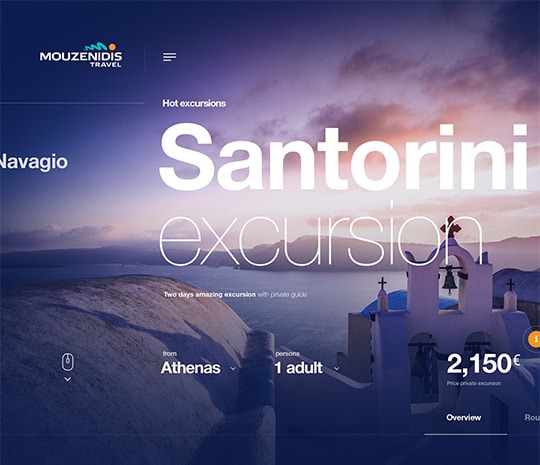 MOUZENIDIS
TRAVEL
Hot excursions
Navagio
Santorini
excursion
Two days amazing excursion with private guide
from
Athenas
persons
1 adult
2,150€
Price private excursion
i
Overview
Rou